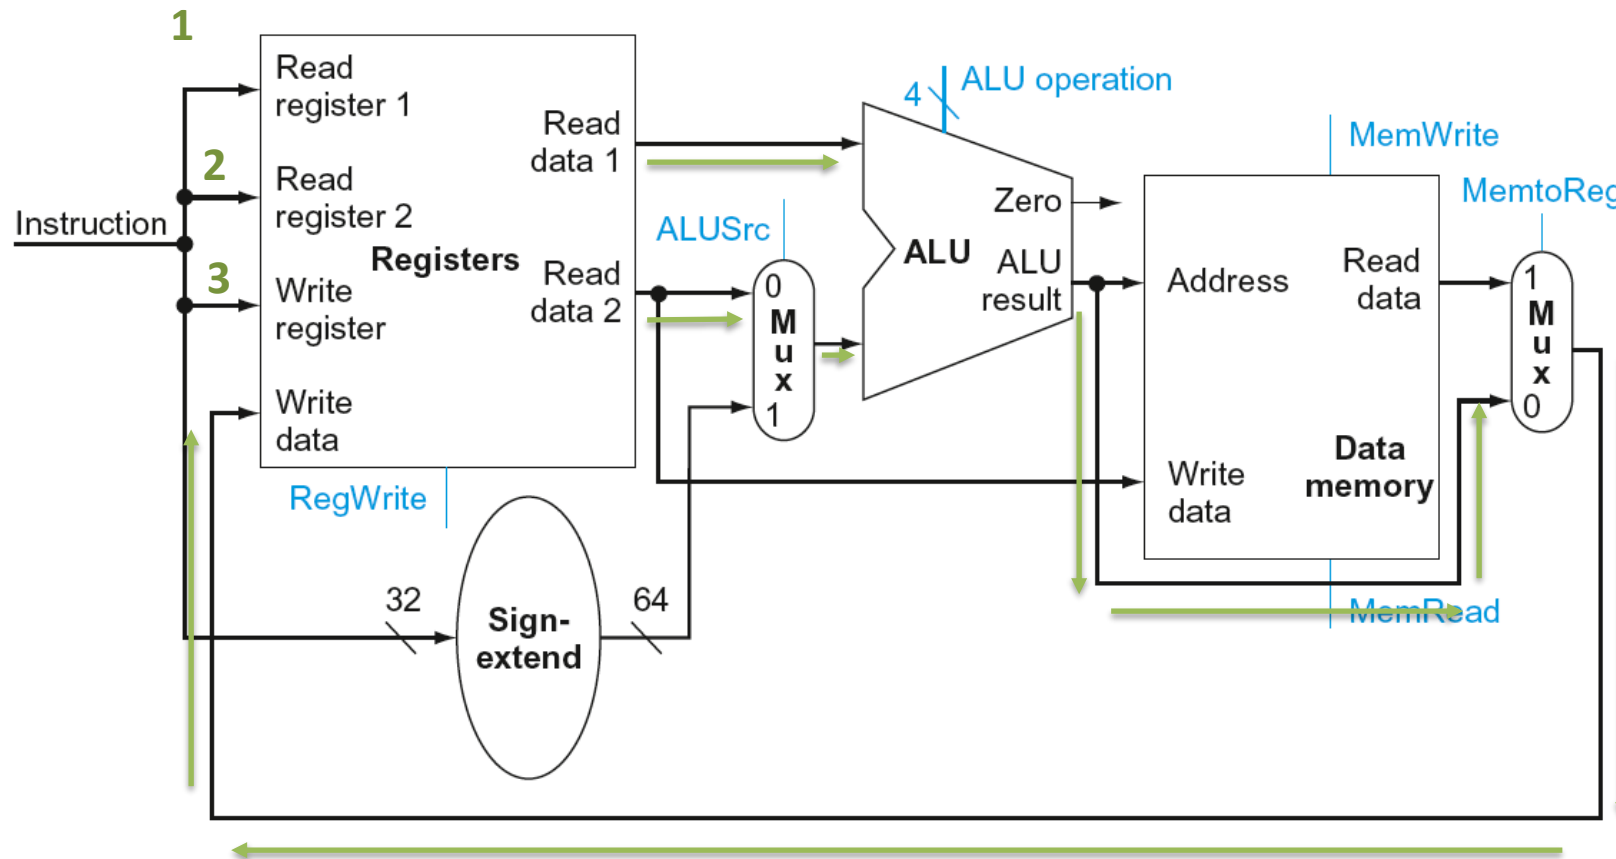 1
Read
register 1
2
Read
register 2
Instruction
3
Registers
Write
register
Write
data
Read
data 1
Read
data 2
RegWrite
32
Sign-
extend
64
ALUSrc
0
M
u
x
1
4
ALU operation
Zero
ALU
ALU
result
MemWrite
Address
Read
data
Write
data
Data
memory
MemRead
MemtoReg
1
M
u
x
0